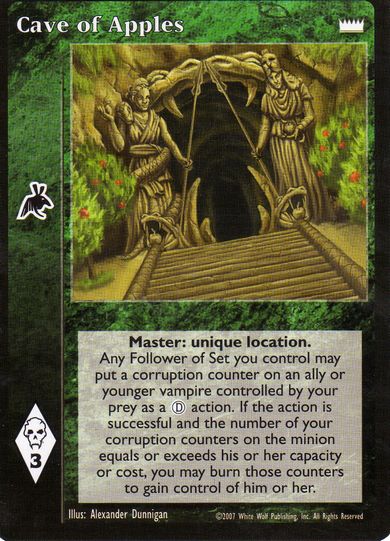 Cave of Apples
Master: unique location.
Any Follower of Set you control may
put a corruption counter on an ally or
younger vampire controlled by your
prey as a Ⓓ action. If the action is
successful and the number of your
corruption counters on the minion
equals or exceeds his or her capacity
or cost, you may burn those counters
to gain control of him or her.
3
Illus: Alexander Dunnigan
©2007 White Wolf Publishing, Inc. All Rights Reserved